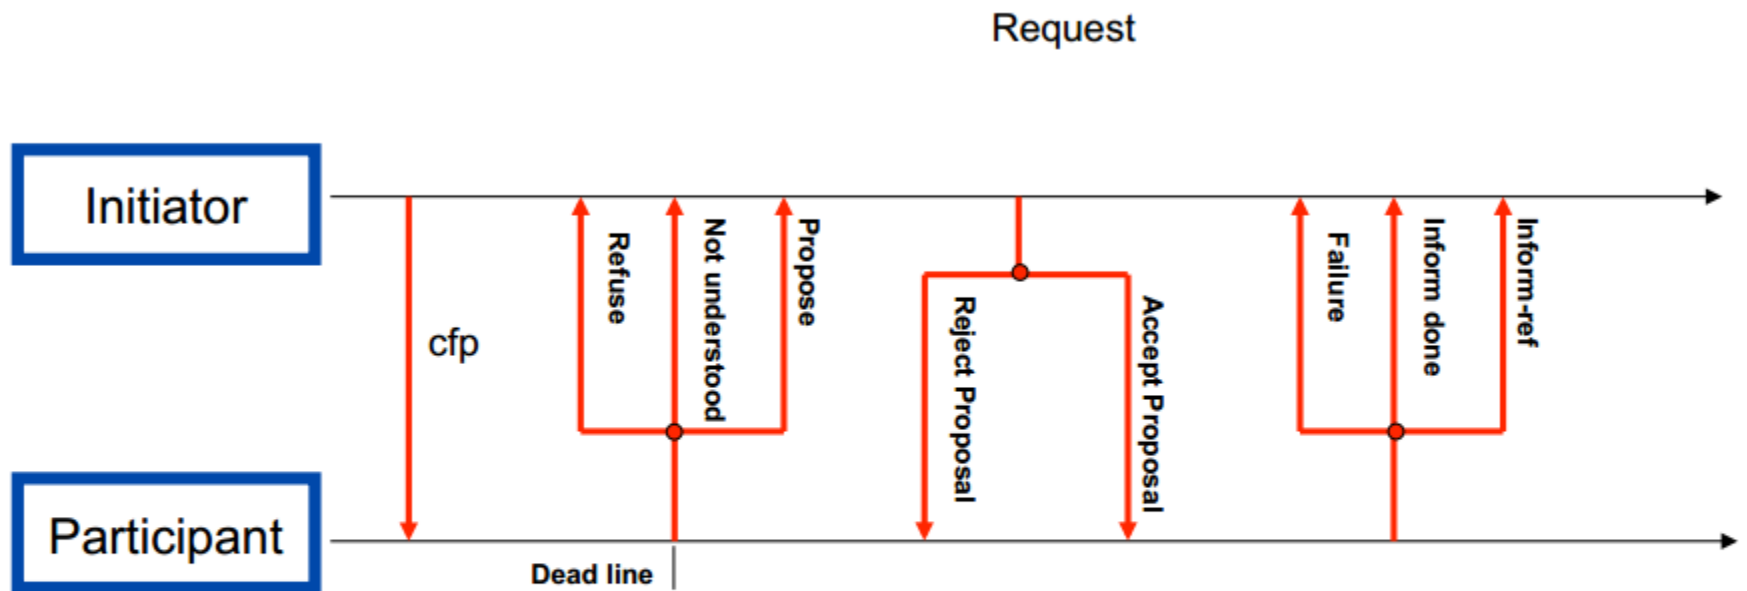 Request
Initiator
Refuse
Not understood
Propose
Reject Proposal
Accept Proposal
Failure
Inform done
Inform-ref
cfp
Participant
Dead line